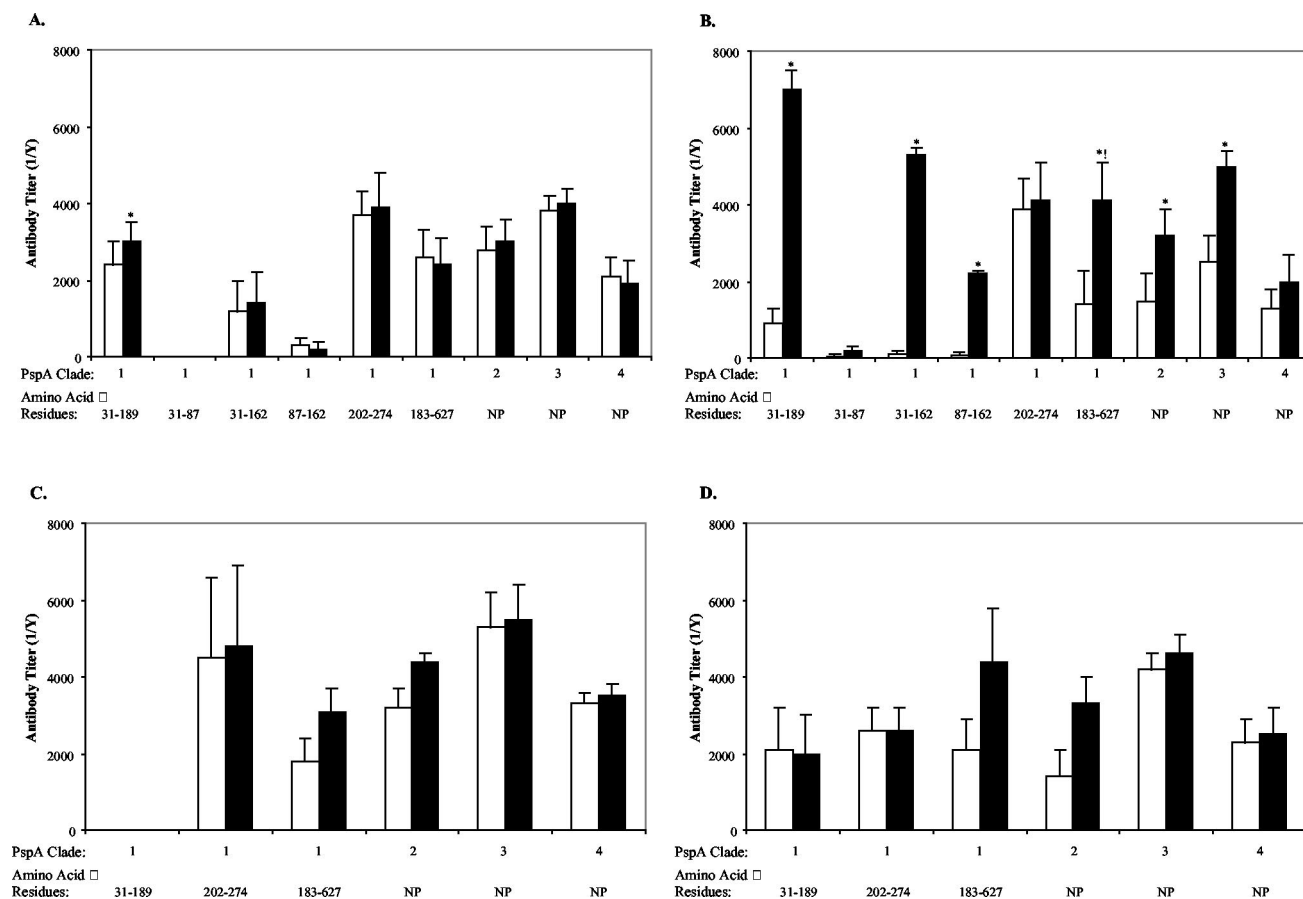 A.
8000
6000
4000
2000
0
Antibody Titer (1/Y)
*
PspA Clade: 1 1 1 1 1 1 2 3 4
Amino Acid □
Residues: 31-189 31-87 31-162 87-162 202-274 183-627 NP NP NP
B.
8000
6000
4000
2000
0
Antibody Titer (1/Y)
* * * *! * *
PspA Clade: 1 1 1 1 1 1 2 3 4
Amino Acid □
Residues: 31-189 31-87 31-162 87-162 202-274 183-627 NP NP NP
C.
8000
6000
4000
2000
0
Antibody Titer (1/Y)
PspA Clade: 1 1 1 2 3 4
Amino Acid □
Residues: 31-189 202-274 183-627 NP NP NP
D.
8000
6000
4000
2000
0
Antibody Titer (1/Y)
PspA Clade: 1 1 1 2 3 4
Amino Acid □
Residues: 31-189 202-274 183-627 NP NP NP